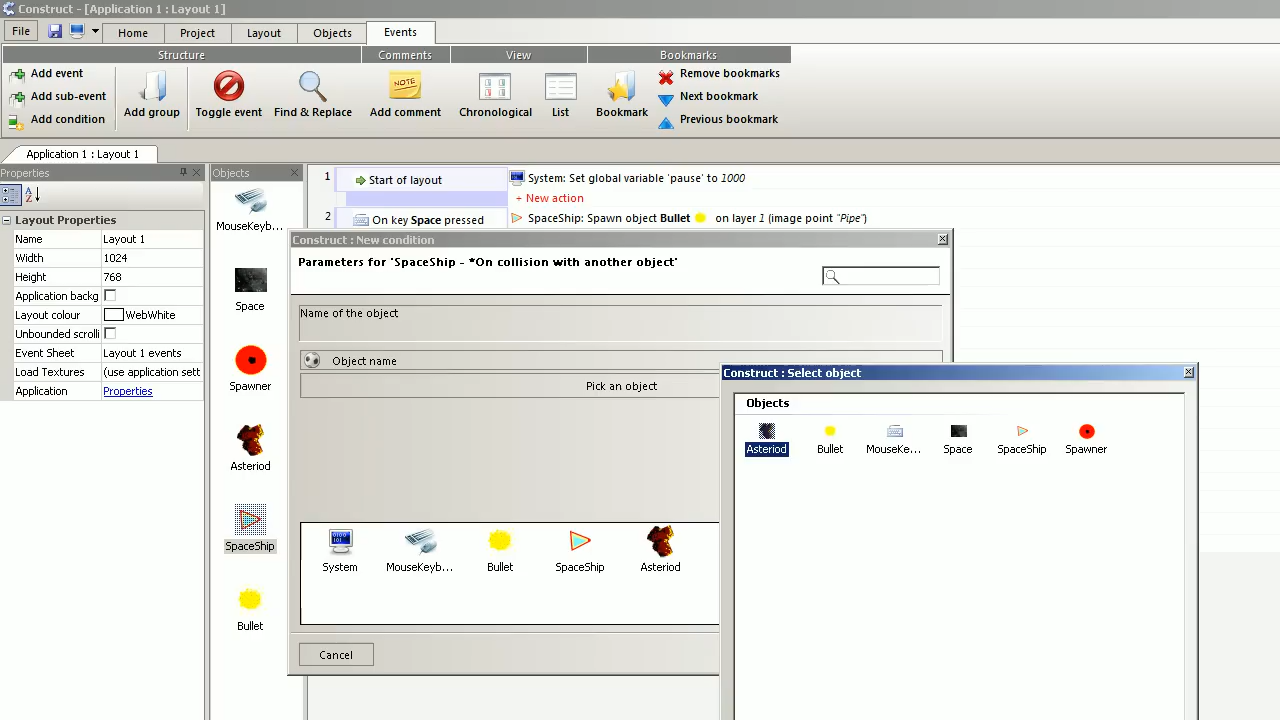 Construct - [Application 1 : Layout 1]
File Home Project Layout Objects Events
Structure Comments View Bookmarks
Add event
Add sub-event
Add condition
Add group
Toggle event
Find & Replace
Add comment
NOTE
Chronological
List
Bookmark
Remove bookmarks
Next bookmark
Previous bookmark
Application 1 : Layout 1
Properties
Layout Properties
Name Layout 1
Width 1024
Height 768
Application backg
Layout colour WebWhite
Unbounded scrolli
Event Sheet Layout 1 events
Load Textures (use application sett
Application Properties
Objects
MouseKeyb...
Space
Spawner
Asteriod
SpaceShip
Bullet
1 Start of layout System: Set global variable 'pause' to 1000
+ New action
2 On key Space pressed SpaceShip: Spawn object Bullet on layer 1 (image point "Pipe")
Construct : New condition
Parameters for 'SpaceShip - *On collision with another object'
Name of the object
Object name
Pick an object
System MouseKeyb... Bullet SpaceShip Asteriod
Cancel
Construct : Select object
Objects
Asteriod Bullet MouseKe... Space SpaceShip Spawner